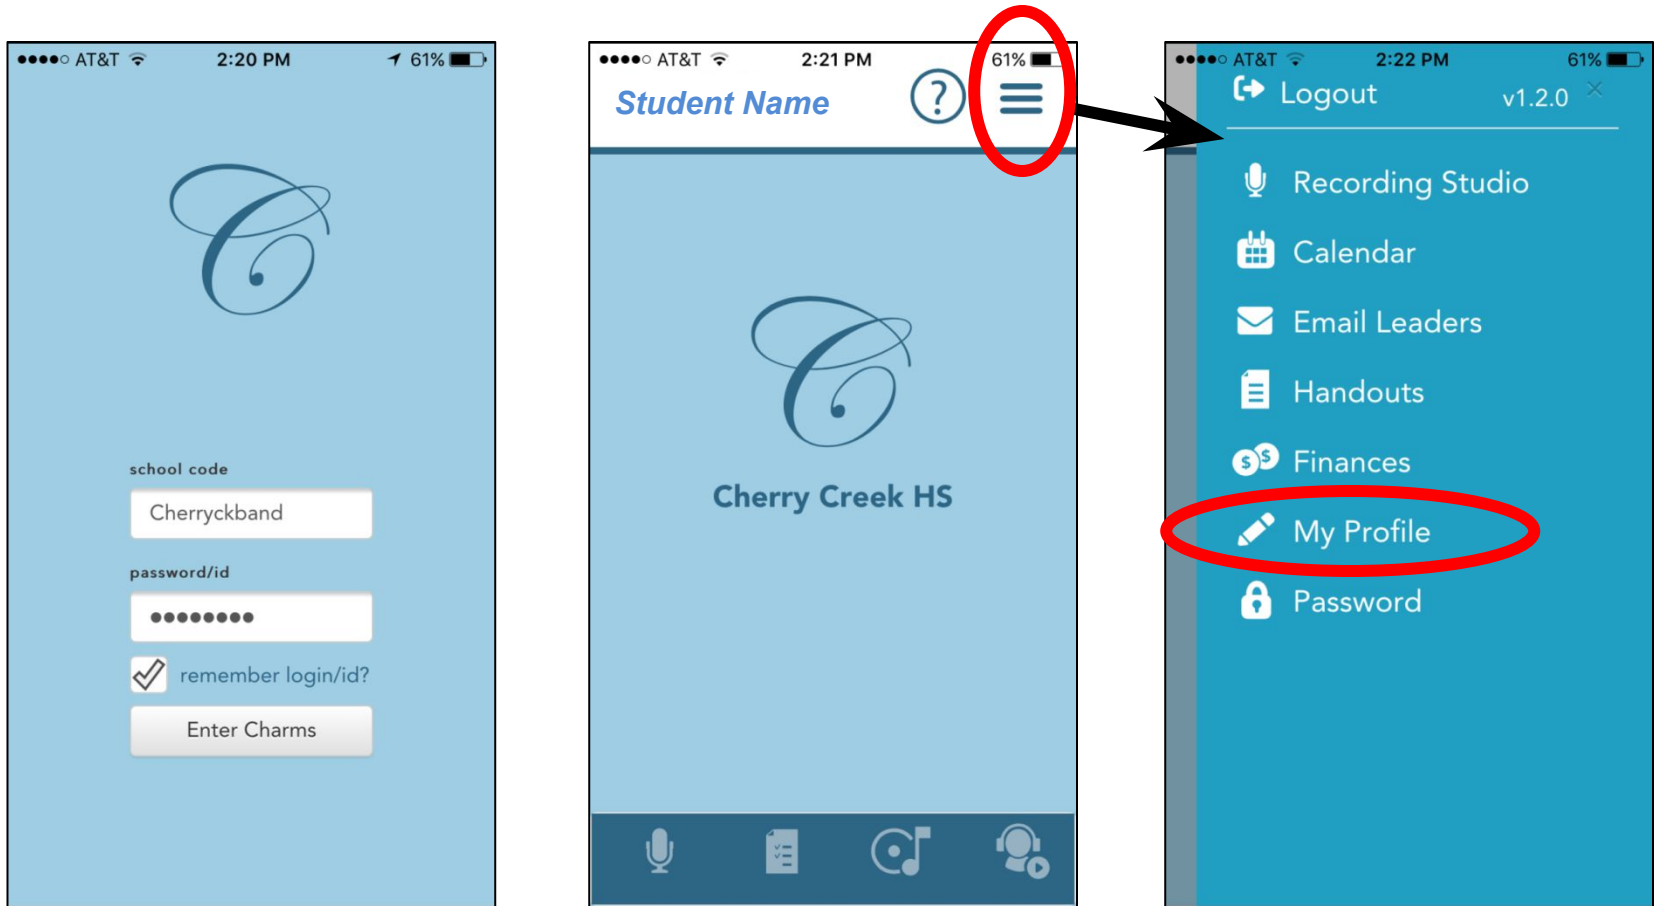 AT&T 2:20 PM 61%
school code
Cherryckband
password/id
remember login/id?
Enter Charms
AT&T 2:21 PM 61%
Student Name ?
Cherry Creek HS
AT&T 2:22 PM 61%
Logout v1.2.0 ×
Recording Studio
Calendar
Email Leaders
Handouts
$ $ Finances
My Profile
Password